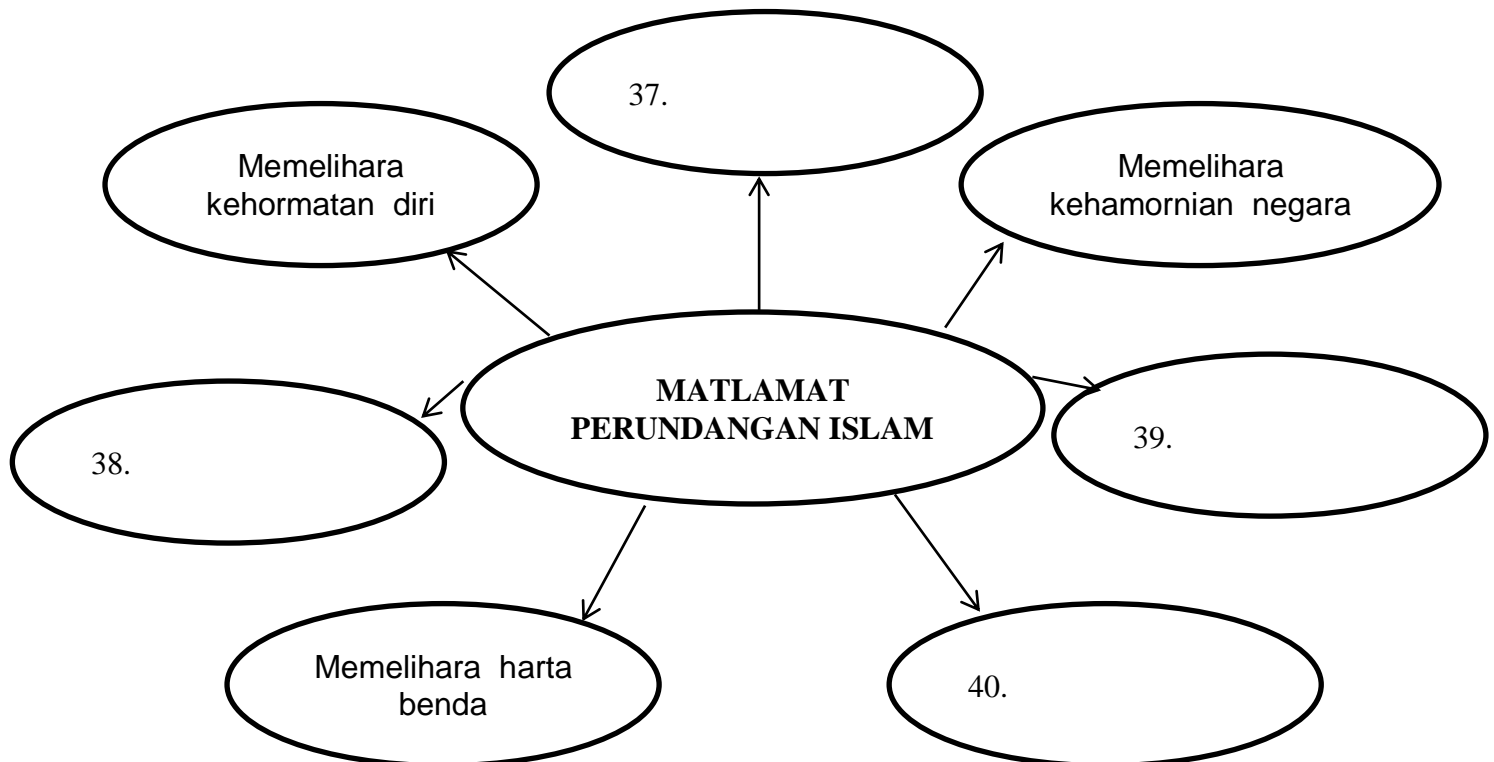 37.
Memelihara
kehormatan diri
Memelihara
kehamornian negara
MATLAMAT
PERUNDANGAN ISLAM
38.
39.
Memelihara harta
benda
40.